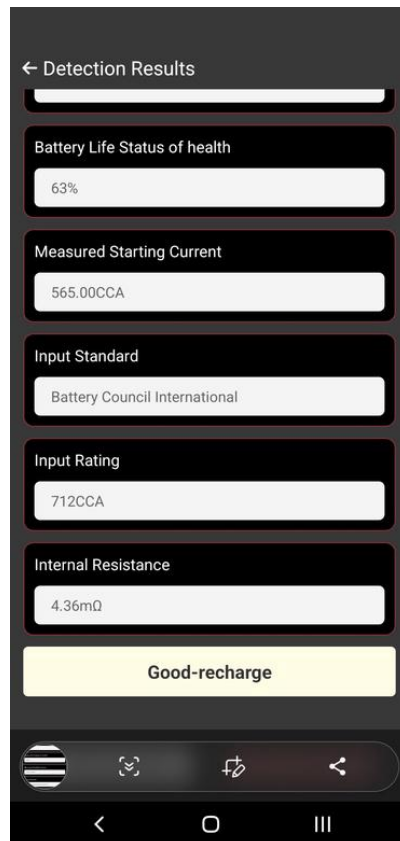 ← Detection Results
Battery Life Status of health
63%
Measured Starting Current
565.00CCA
Input Standard
Battery Council International
Input Rating
712CCA
Internal Resistance
4.36mΩ
Good-recharge